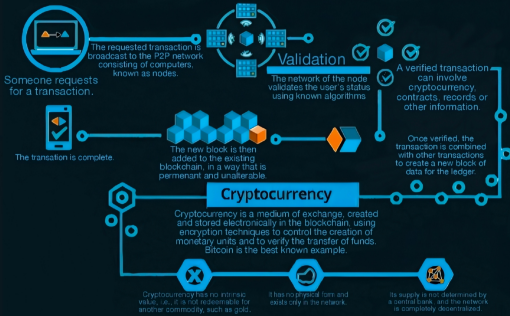 Someone requests
for a transaction.
The requested transaction is
broadcast to the P2P network
consisting of computers,
known as nodes.
Validation
The network of the node
validates the user's status
using known algorithms
A verified transaction
can involve
cryptocurrency,
contracts, records or
other information.
Once verified, the
transaction is combined
with other transactions
to create a new block of
data for the ledger.
The new block is then
added to the existing
blockchain, in a way that is
permenant and unalterable.
The transation is complete.
Cryptocurrency
Cryptocurrency is a medium of exchange, created
and stored electronically in the blockchain, using
encryption techniques to control the creation of
monetary units and to verify the transfer of funds.
Bitcoin is the best known example.
X
Cryptocurrency has no intrinsic
value, i.e., it is not redeemable for
another commodity, such as gold.
It has no physical form and
exists only in the network.
Its supply is not determined by
a central bank, and the network
is completely decentralized.